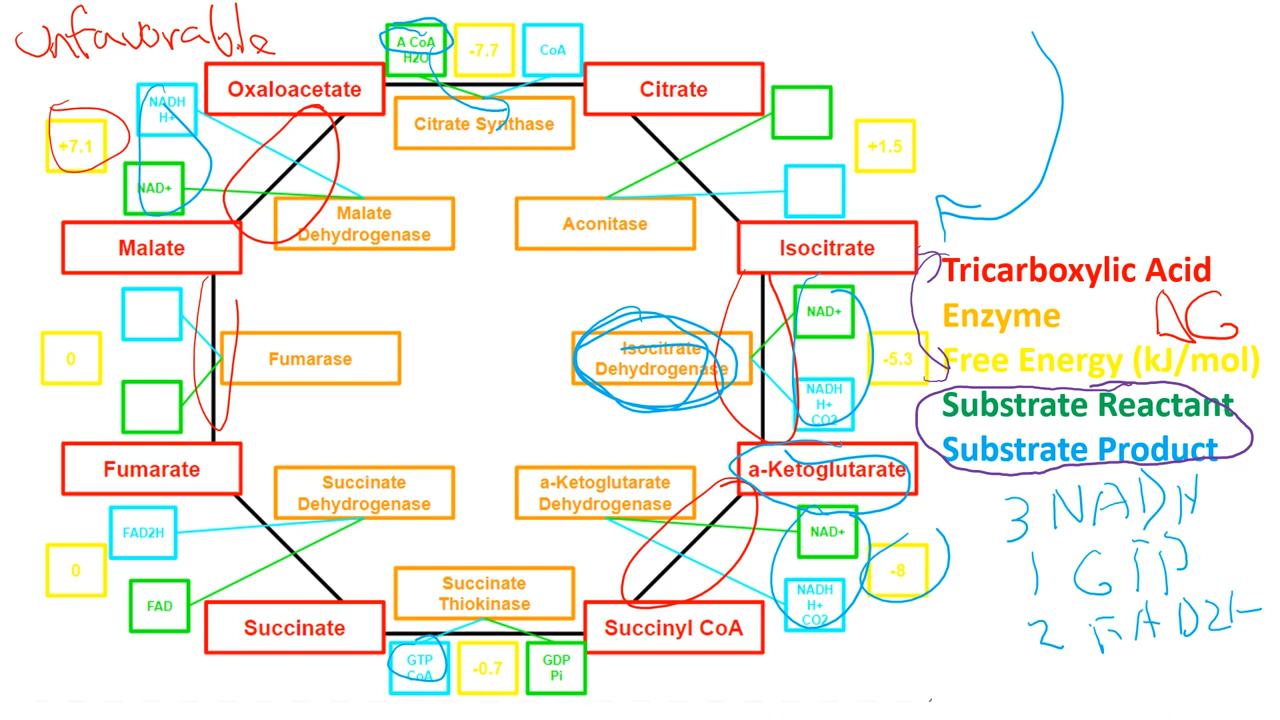 unfavorable
A CoA
H2O
-7.7
CoA
Oxaloacetate
Citrate
Citrate Synthase
NADH
H+
+7.1
NAD+
Malate
Dehydrogenase
Aconitase
+1.5
Malate
Isocitrate
Tricarboxylic Acid
Enzyme
ΔG
Free Energy (kJ/mol)
Substrate Reactant
Substrate Product
0
Fumarase
Isocitrate
Dehydrogenase
NAD+
-5.3
NADH
H+
CO2
Fumarate
a-Ketoglutarate
Succinate
Dehydrogenase
a-Ketoglutarate
Dehydrogenase
FAD2H
NAD+
0
-8
FAD
NADH
H+
CO2
Succinate
Thiokinase
Succinate
Succinyl CoA
GTP
CoA
-0.7
GDP
Pi
3 NADH
1 GTP
2 FAD2H